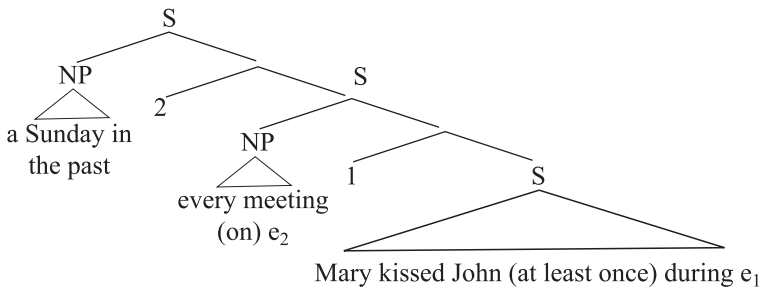 S
NP
a Sunday in
the past
2
S
NP
every meeting
(on) e₂
1
S
Mary kissed John (at least once) during e₁